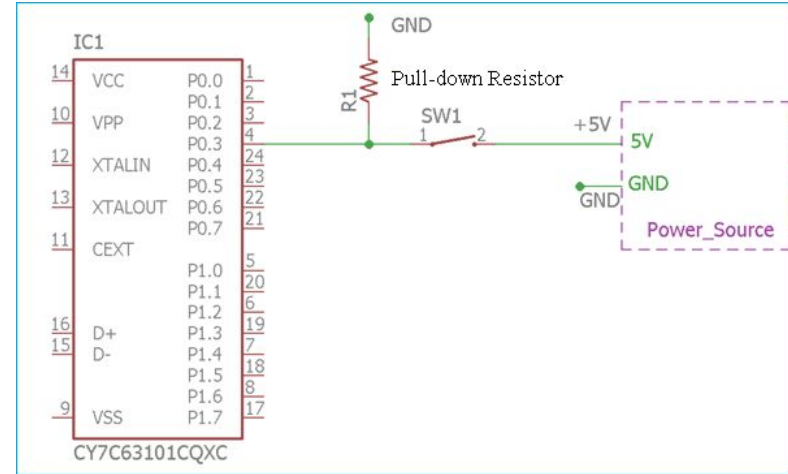 GND
IC1
Pull-down Resistor
R1
SW1
1 2
+5V
5V
GND
GND
Power_Source
14 VCC P0.0 1
P0.1 2
10 VPP P0.2 3
P0.3 4
12 XTALIN P0.4 24
P0.5 23
13 XTALOUT P0.6 22
P0.7 21
11 CEXT
P1.0 5
P1.1 20
P1.2 6
16 D+ P1.3 19
15 D- P1.4 7
P1.5 18
P1.6 8
9 VSS P1.7 17
CY7C63101CQXC